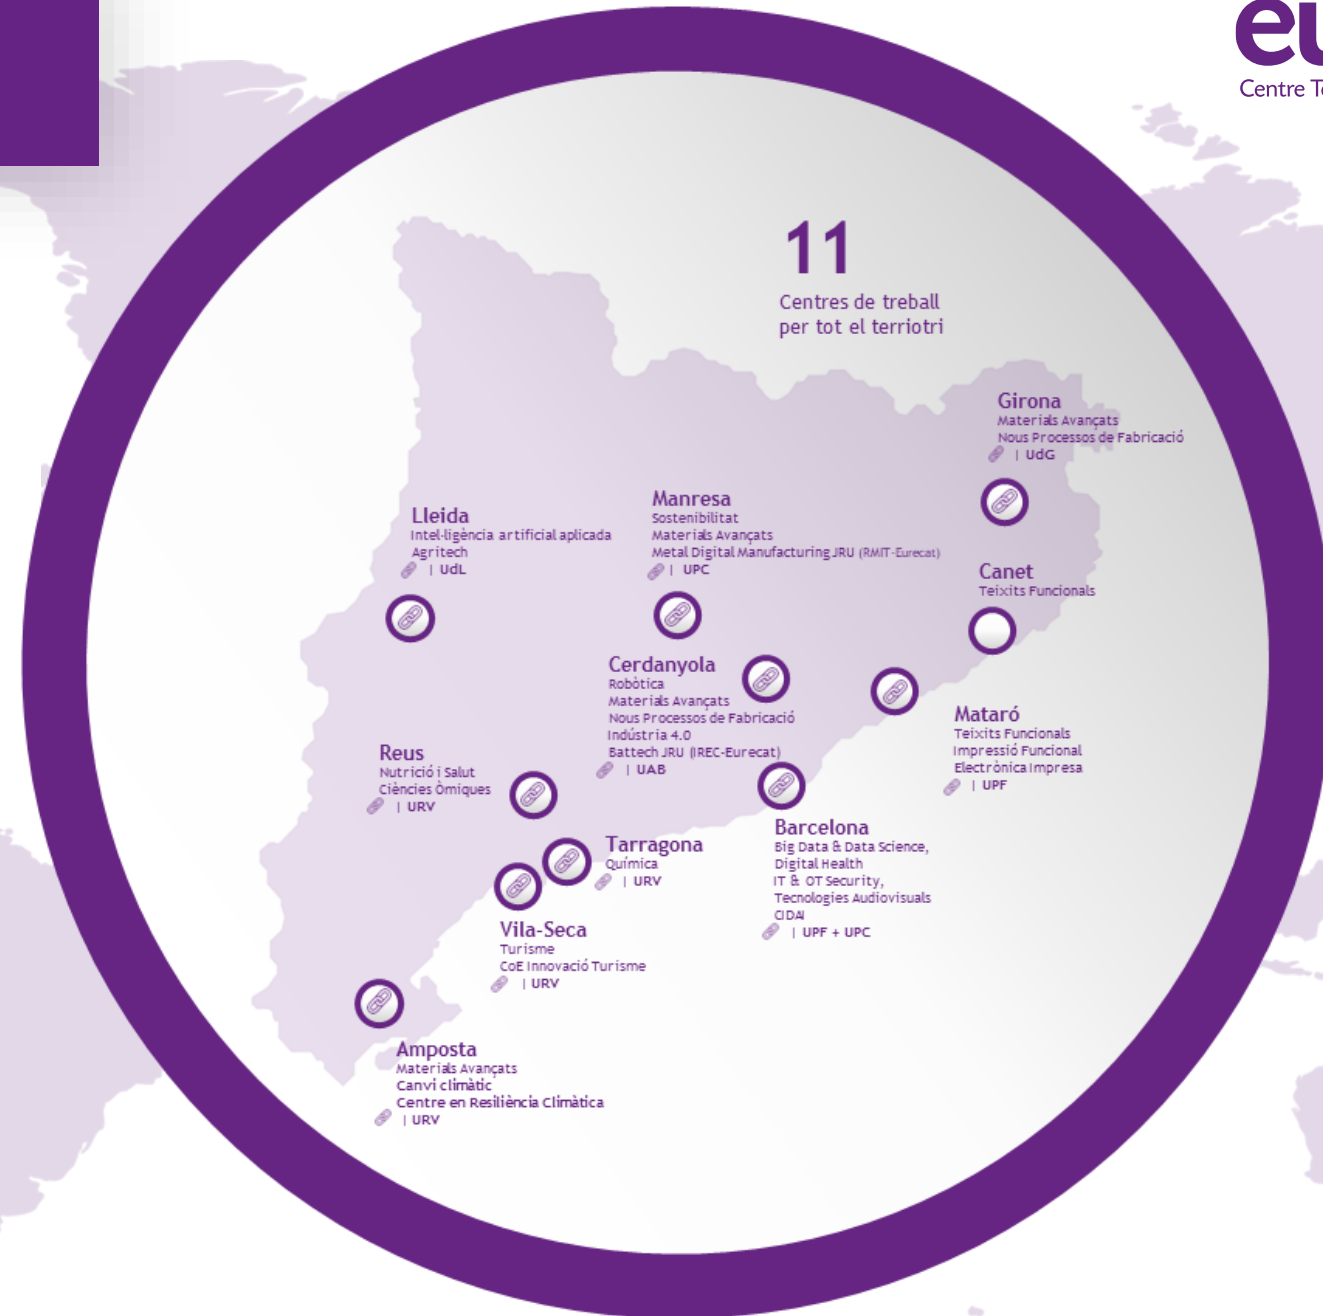 11
Centres de treball
per tot el terriotri
Girona
Materials Avançats
Nous Processos de Fabricació
| UdG
Lleida
Intel·ligència artificial aplicada
Agritech
| UdL
Manresa
Sostenibilitat
Materials Avançats
Metal Digital Manufacturing JRU (RMIT-Eurecat)
| UPC
Canet
Teixits Funcionals
Cerdanyola
Robòtica
Materials Avançats
Nous Processos de Fabricació
Indústria 4.0
Battech JRU (IREC-Eurecat)
| UAB
Mataró
Teixits Funcionals
Impressió Funcional
Electrònica Impresa
| UPF
Reus
Nutrició i Salut
Ciències Òmiques
| URV
Tarragona
Química
| URV
Barcelona
Big Data & Data Science,
Digital Health
IT & OT Security,
Tecnologies Audiovisuals
CIDAI
| UPF + UPC
Vila-Seca
Turisme
CoE Innovació Turisme
| URV
Amposta
Materials Avançats
Canvi climàtic
Centre en Resiliència Climàtica
| URV
Centre